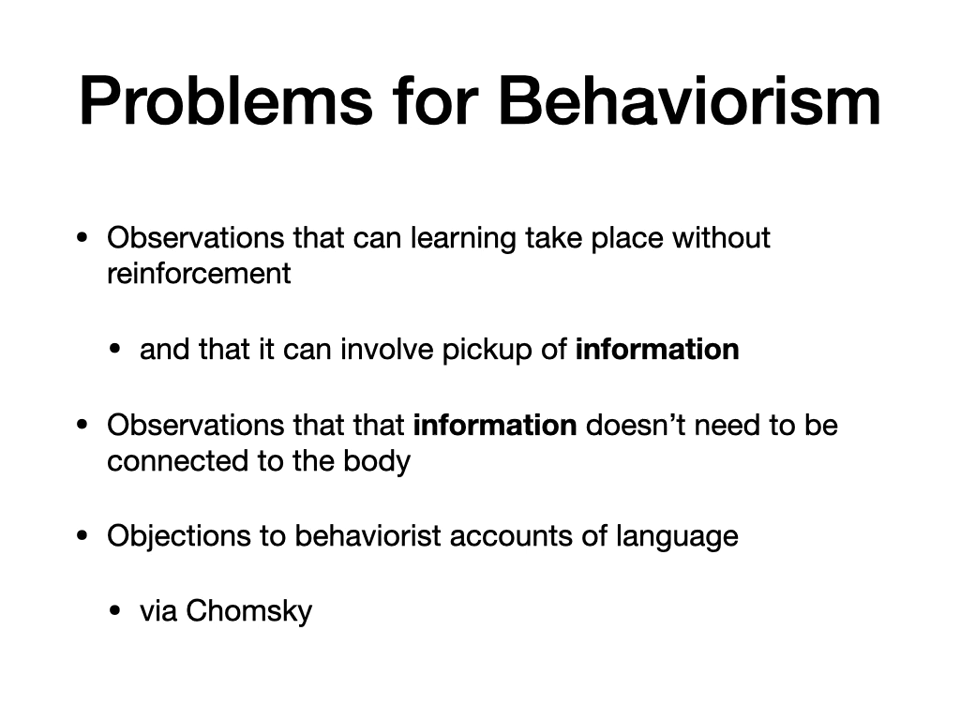 Problems for Behaviorism
• Observations that can learning take place without
reinforcement
• and that it can involve pickup of information
• Observations that that information doesn’t need to be
connected to the body
• Objections to behaviorist accounts of language
• via Chomsky